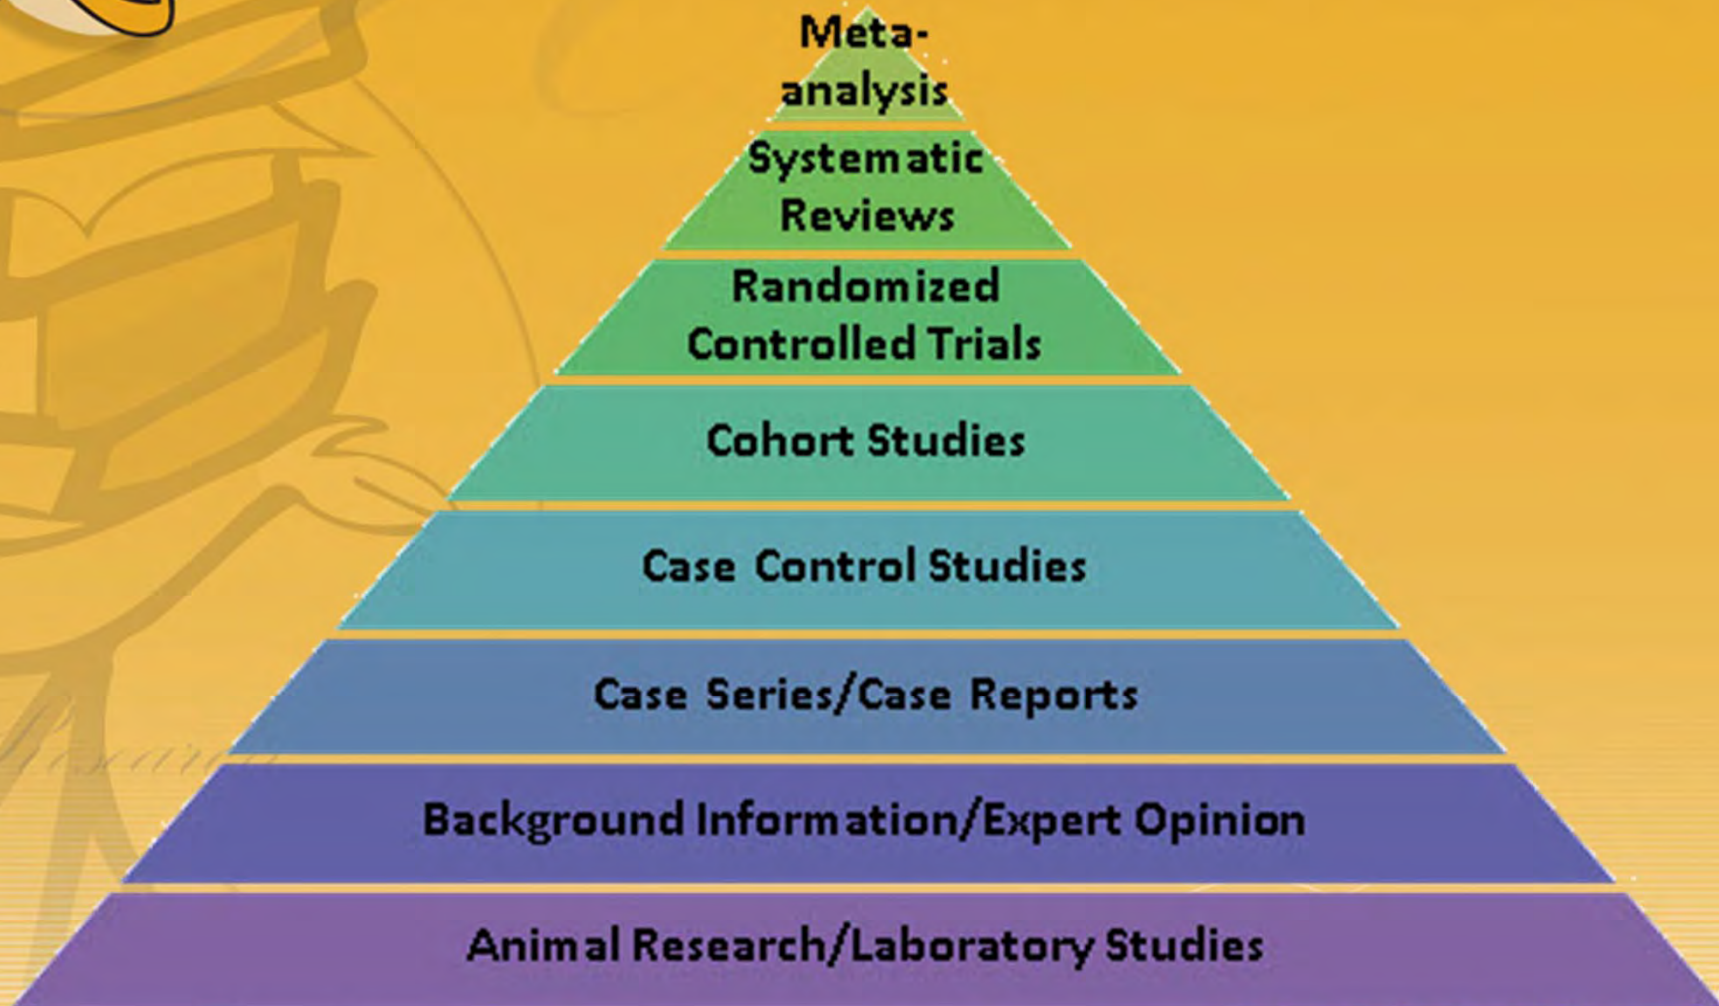 Meta-
analysis
Systematic
Reviews
Randomized
Controlled Trials
Cohort Studies
Case Control Studies
Case Series/Case Reports
Research
Background Information/Expert Opinion
Animal Research/Laboratory Studies